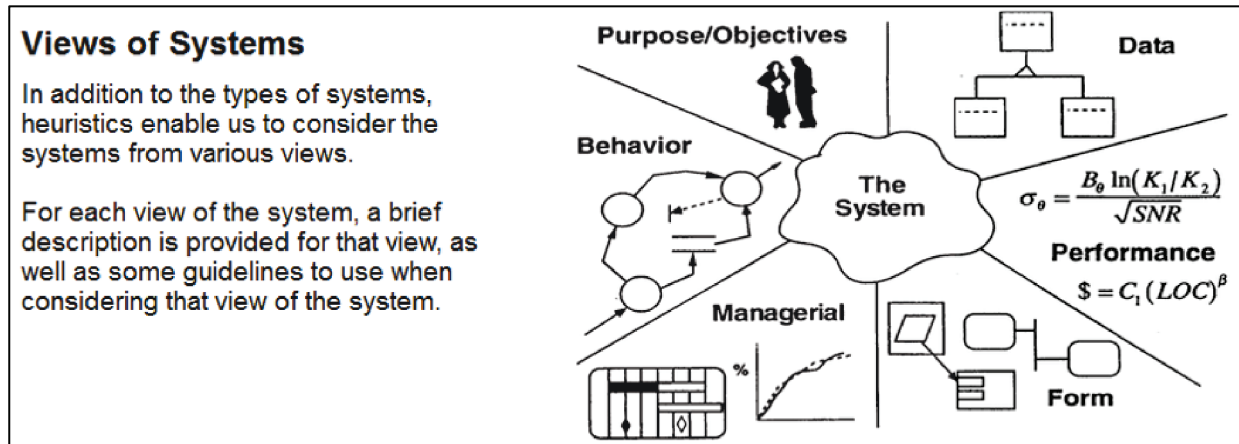 Views of Systems
In addition to the types of systems,
heuristics enable us to consider the
systems from various views.
For each view of the system, a brief
description is provided for that view, as
well as some guidelines to use when
considering that view of the system.
Purpose/Objectives
Data
Behavior
The
System
σ_θ = B_θ ln(K₁/K₂) / √SNR
Performance
$ = C₁(LOC)^β
Managerial
%
Form